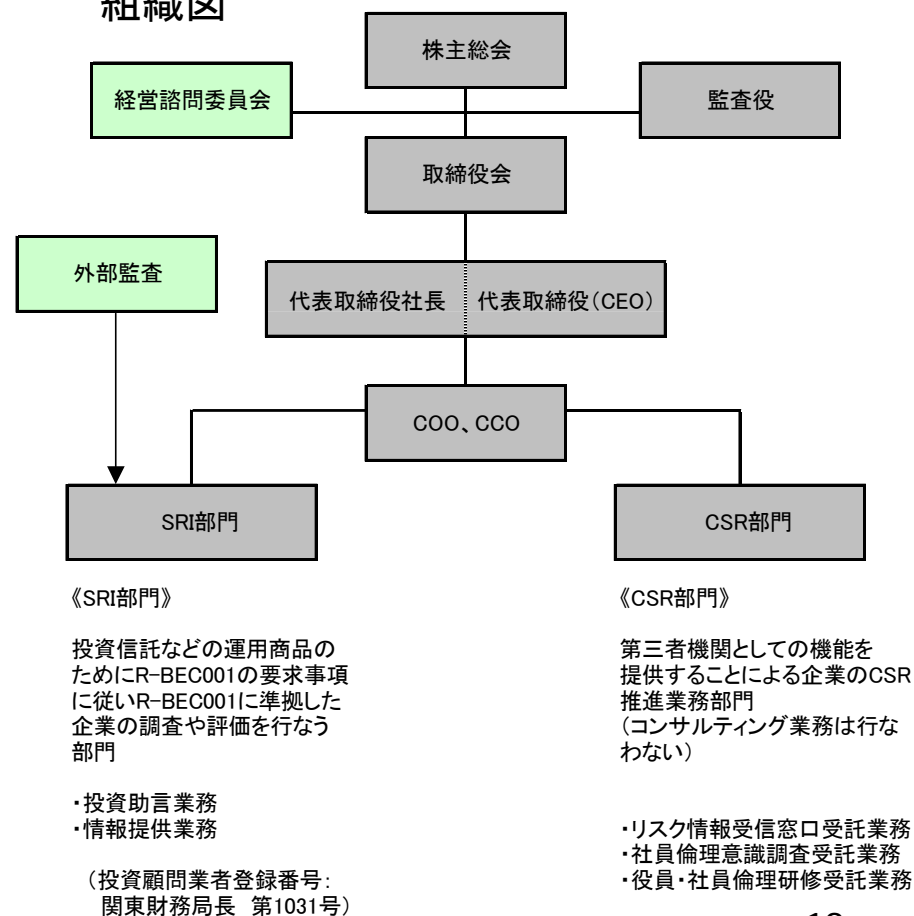 組織図
株主総会
経営諮問委員会
監査役
取締役会
外部監査
代表取締役社長
代表取締役(CEO)
COO、CCO
SRI部門
CSR部門
《SRI部門》
投資信託などの運用商品の
ためにR-BEC001の要求事項
に従いR-BEC001に準拠した
企業の調査や評価を行なう
部門
・投資助言業務
・情報提供業務
(投資顧問業者登録番号:
関東財務局長 第1031号)
《CSR部門》
第三者機関としての機能を
提供することによる企業のCSR
推進業務部門
(コンサルティング業務は行な
わない)
・リスク情報受信窓口受託業務
・社員倫理意識調査受託業務
・役員・社員倫理研修受託業務